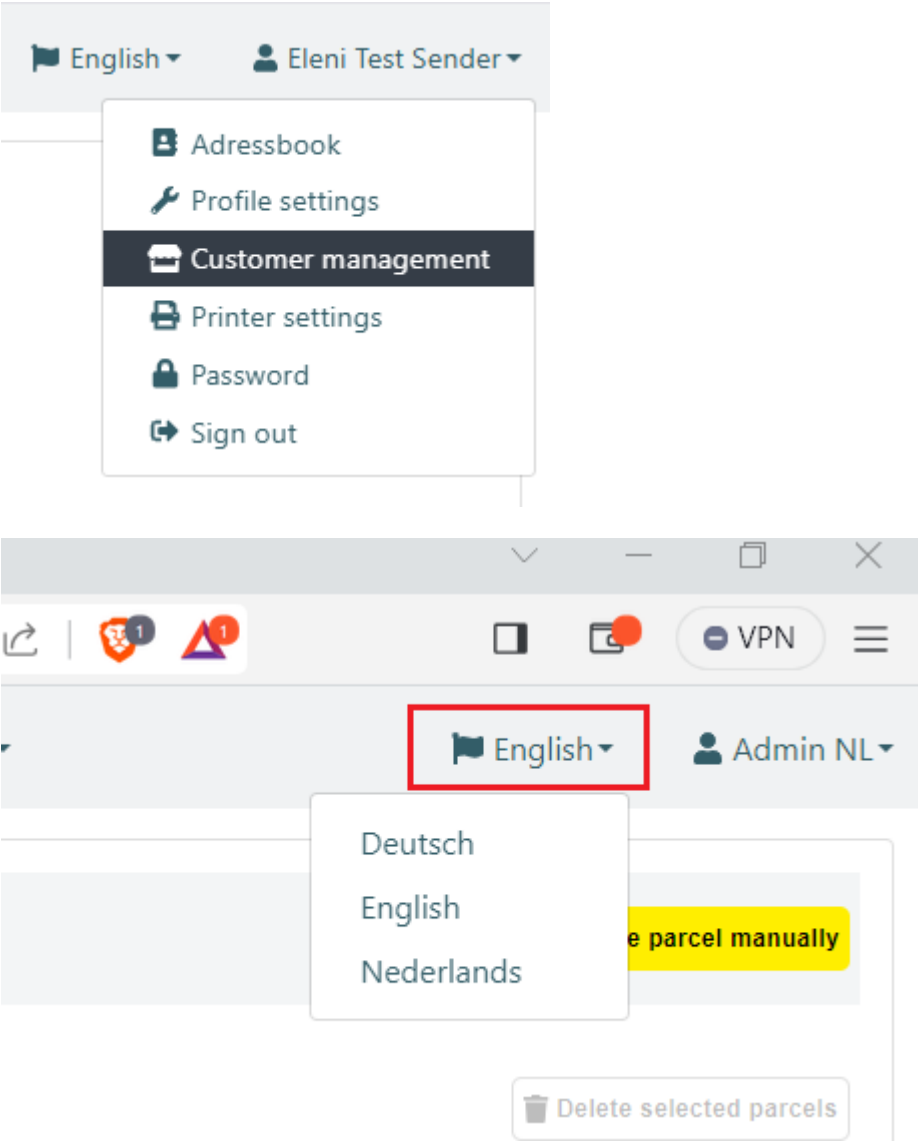 English Eleni Test Sender
Adressbook
Profile settings
Customer management
Printer settings
Password
Sign out
1 1 VPN
English Admin NL
Deutsch
English
e parcel manually
Nederlands
Delete selected parcels